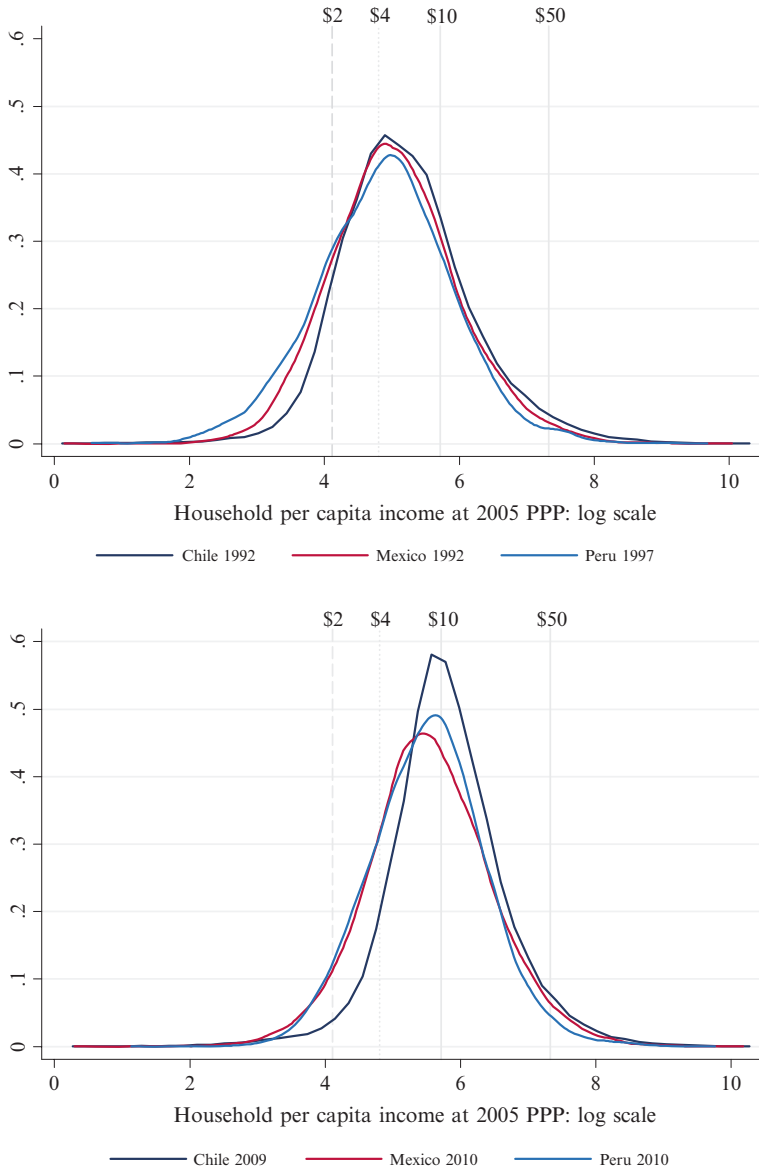 $2 $4 $10 $50
.6
.5
.4
.3
.2
.1
0
0 2 4 6 8 10
Household per capita income at 2005 PPP: log scale
Chile 1992 Mexico 1992 Peru 1997
$2 $4 $10 $50
.6
.5
.4
.3
.2
.1
0
0 2 4 6 8 10
Household per capita income at 2005 PPP: log scale
Chile 2009 Mexico 2010 Peru 2010